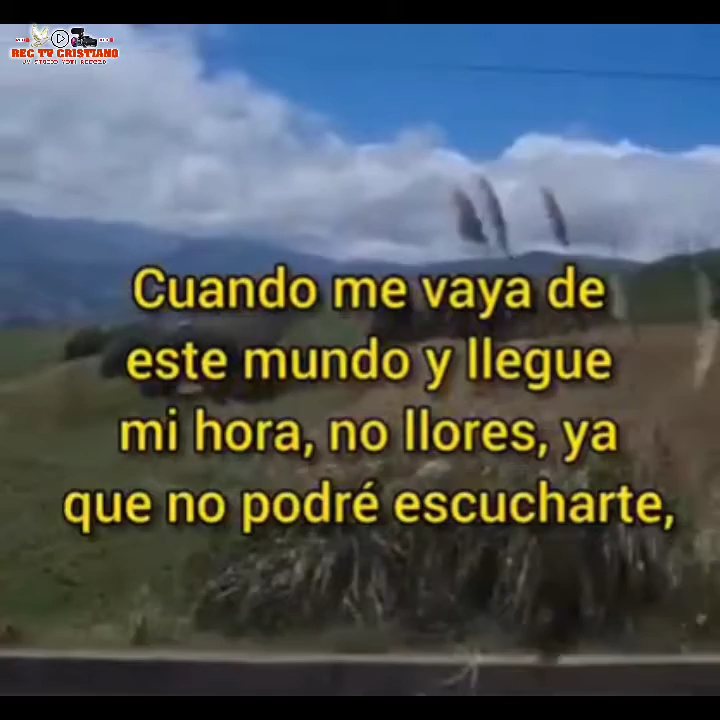 REC TV CRISTIANO
Cuando me vaya de
este mundo y llegue
mi hora, no llores, ya
que no podré escucharte,